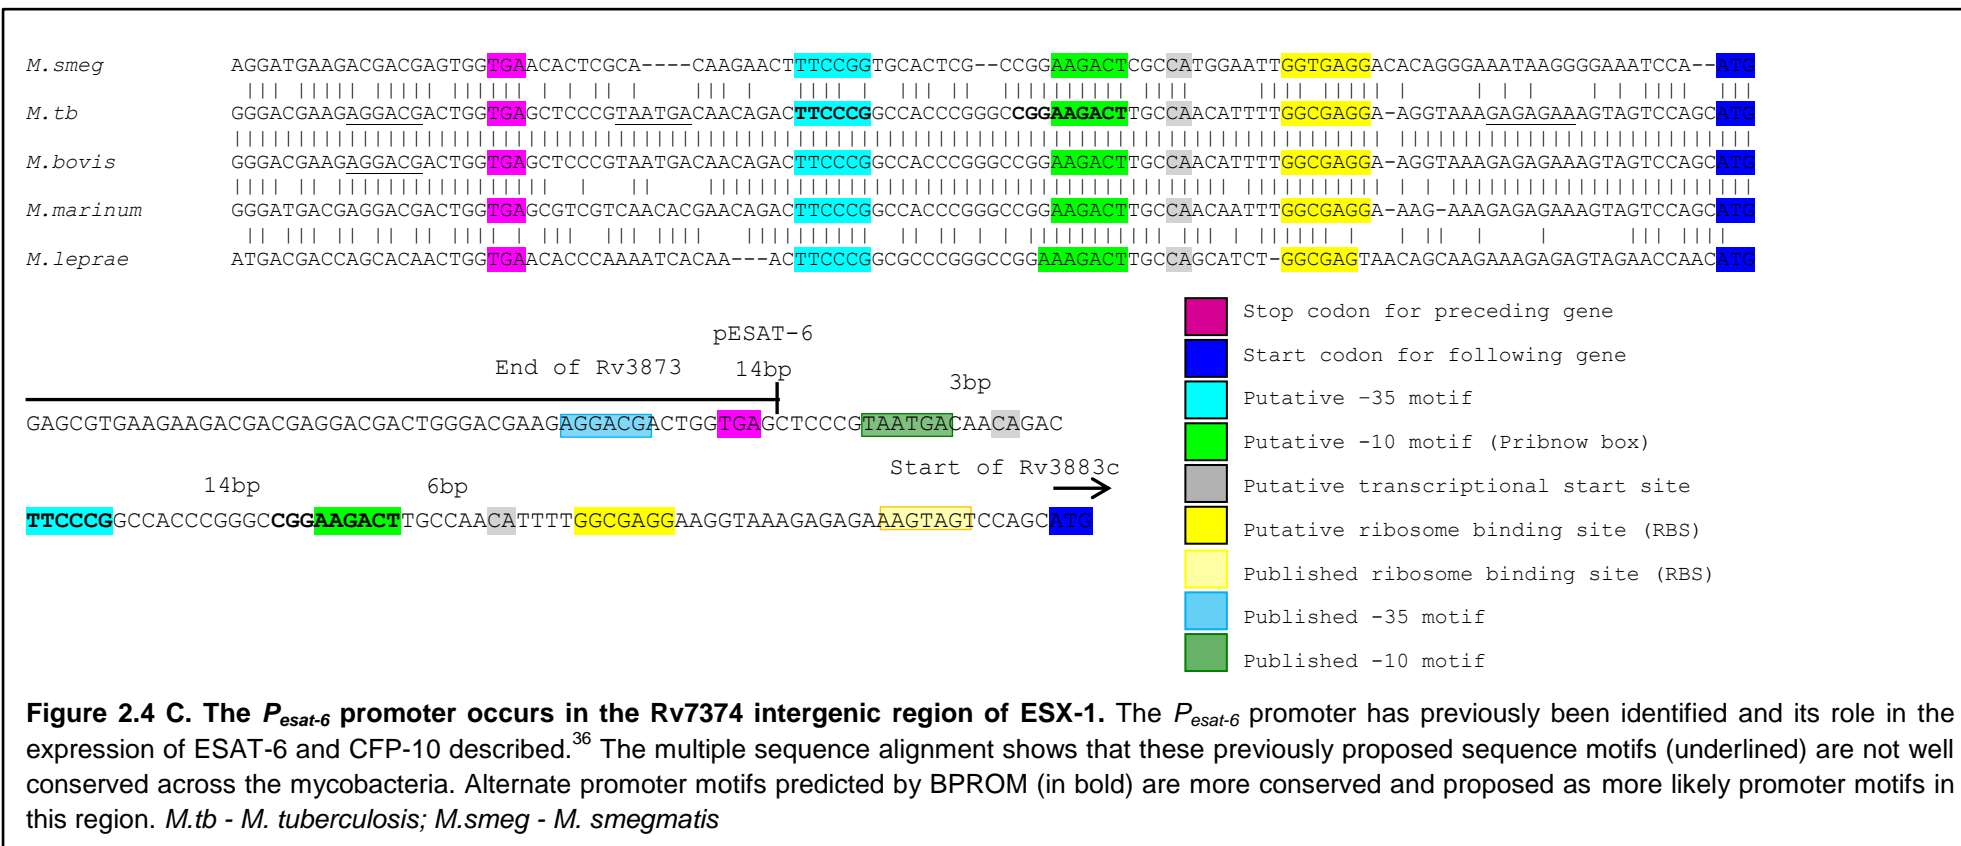 M.smeg AGGATGAAGACGACGAGTGGTGAACACTCGCA----CAAGAACTTTCCGGTGCACTCG--CCGGAAGACTCGCCATGGAATTGGTGAGGACACAGGGAAATAAGGGGAAATCCA--ATG
M.tb GGGACGAAGAGGACGACTGGTGAGCTCCCGTAATGACAACAGACTTCCCGGCCACCCGGGCCGGAAGACTTGCCAACATTTTGGCGAGGA-AGGTAAAGAGAGAAAGTAGTCCAGCATG
M.bovis GGGACGAAGAGGACGACTGGTGAGCTCCCGTAATGACAACAGACTTCCCGGCCACCCGGGCCGGAAGACTTGCCAACATTTTGGCGAGGA-AGGTAAAGAGAGAAAGTAGTCCAGCATG
M.marinum GGGATGACGAGGACGACTGGTGAGCGTCGTCAACACGAACAGACTTCCCGGCCACCCGGGCCGGAAGACTTGCCAACAATTTGGCGAGGA-AAG-AAAGAGAGAAAGTAGTCCAGCATG
M.leprae ATGACGACCAGCACAACTGGTGAACACCCAAAATCACAA---ACTTCCCGGCGCCCGGGCCGGAAAGACTTGCCAGCATCT-GGCGAGTAACAGCAAGAAAGAGAGTAGAACCAACATG
pESAT-6
End of Rv3873 14bp 3bp
GAGCGTGAAGAAGACGACGAGGACGACTGGGACGAAGAGGACGACTGGTGAGCTCCCGTAATGACAACAGAC
Start of Rv3883c
14bp 6bp
TTCCCGGCCACCCGGGCCGGAAGACTTGCCAACATTTTGGCGAGGAAGGTAAAGAGAGAAAGTAGTCCAGCATG
Stop codon for preceding gene
Start codon for following gene
Putative -35 motif
Putative -10 motif (Pribnow box)
Putative transcriptional start site
Putative ribosome binding site (RBS)
Published ribosome binding site (RBS)
Published -35 motif
Published -10 motif
Figure 2.4 C. The Pesat-6 promoter occurs in the Rv7374 intergenic region of ESX-1. The Pesat-6 promoter has previously been identified and its role in the
expression of ESAT-6 and CFP-10 described.36 The multiple sequence alignment shows that these previously proposed sequence motifs (underlined) are not well
conserved across the mycobacteria. Alternate promoter motifs predicted by BPROM (in bold) are more conserved and proposed as more likely promoter motifs in
this region. M.tb - M. tuberculosis; M.smeg - M. smegmatis